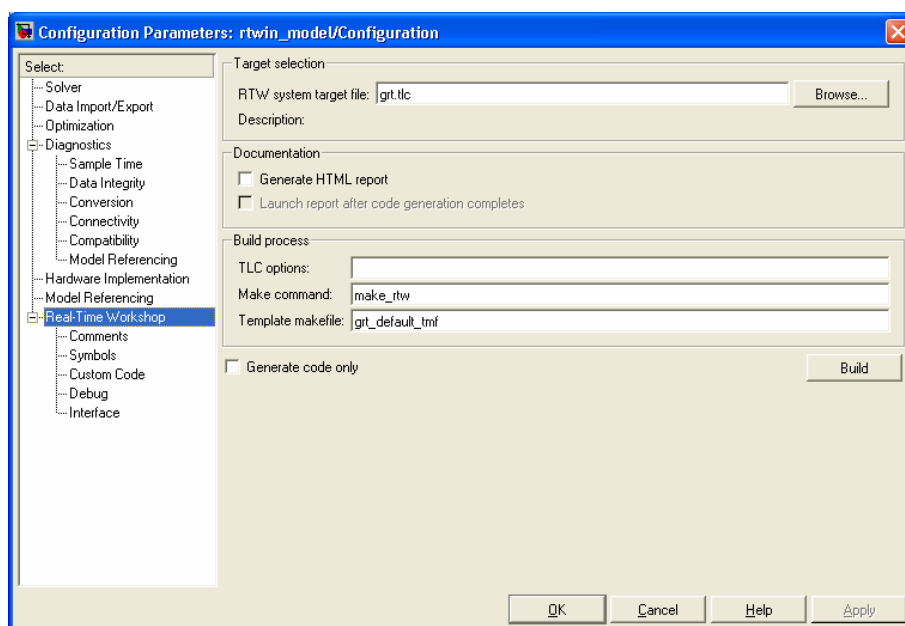 Configuration Parameters: rtwin_model/Configuration
Select:
Solver
Data Import/Export
Optimization
Diagnostics
Sample Time
Data Integrity
Conversion
Connectivity
Compatibility
Model Referencing
Hardware Implementation
Model Referencing
Real-Time Workshop
Comments
Symbols
Custom Code
Debug
Interface
Target selection
RTW system target file: grt.tlc Browse...
Description:
Documentation
Generate HTML report
Launch report after code generation completes
Build process
TLC options:
Make command: make_rtw
Template makefile: grt_default_tmf
Generate code only Build
OK Cancel Help Apply